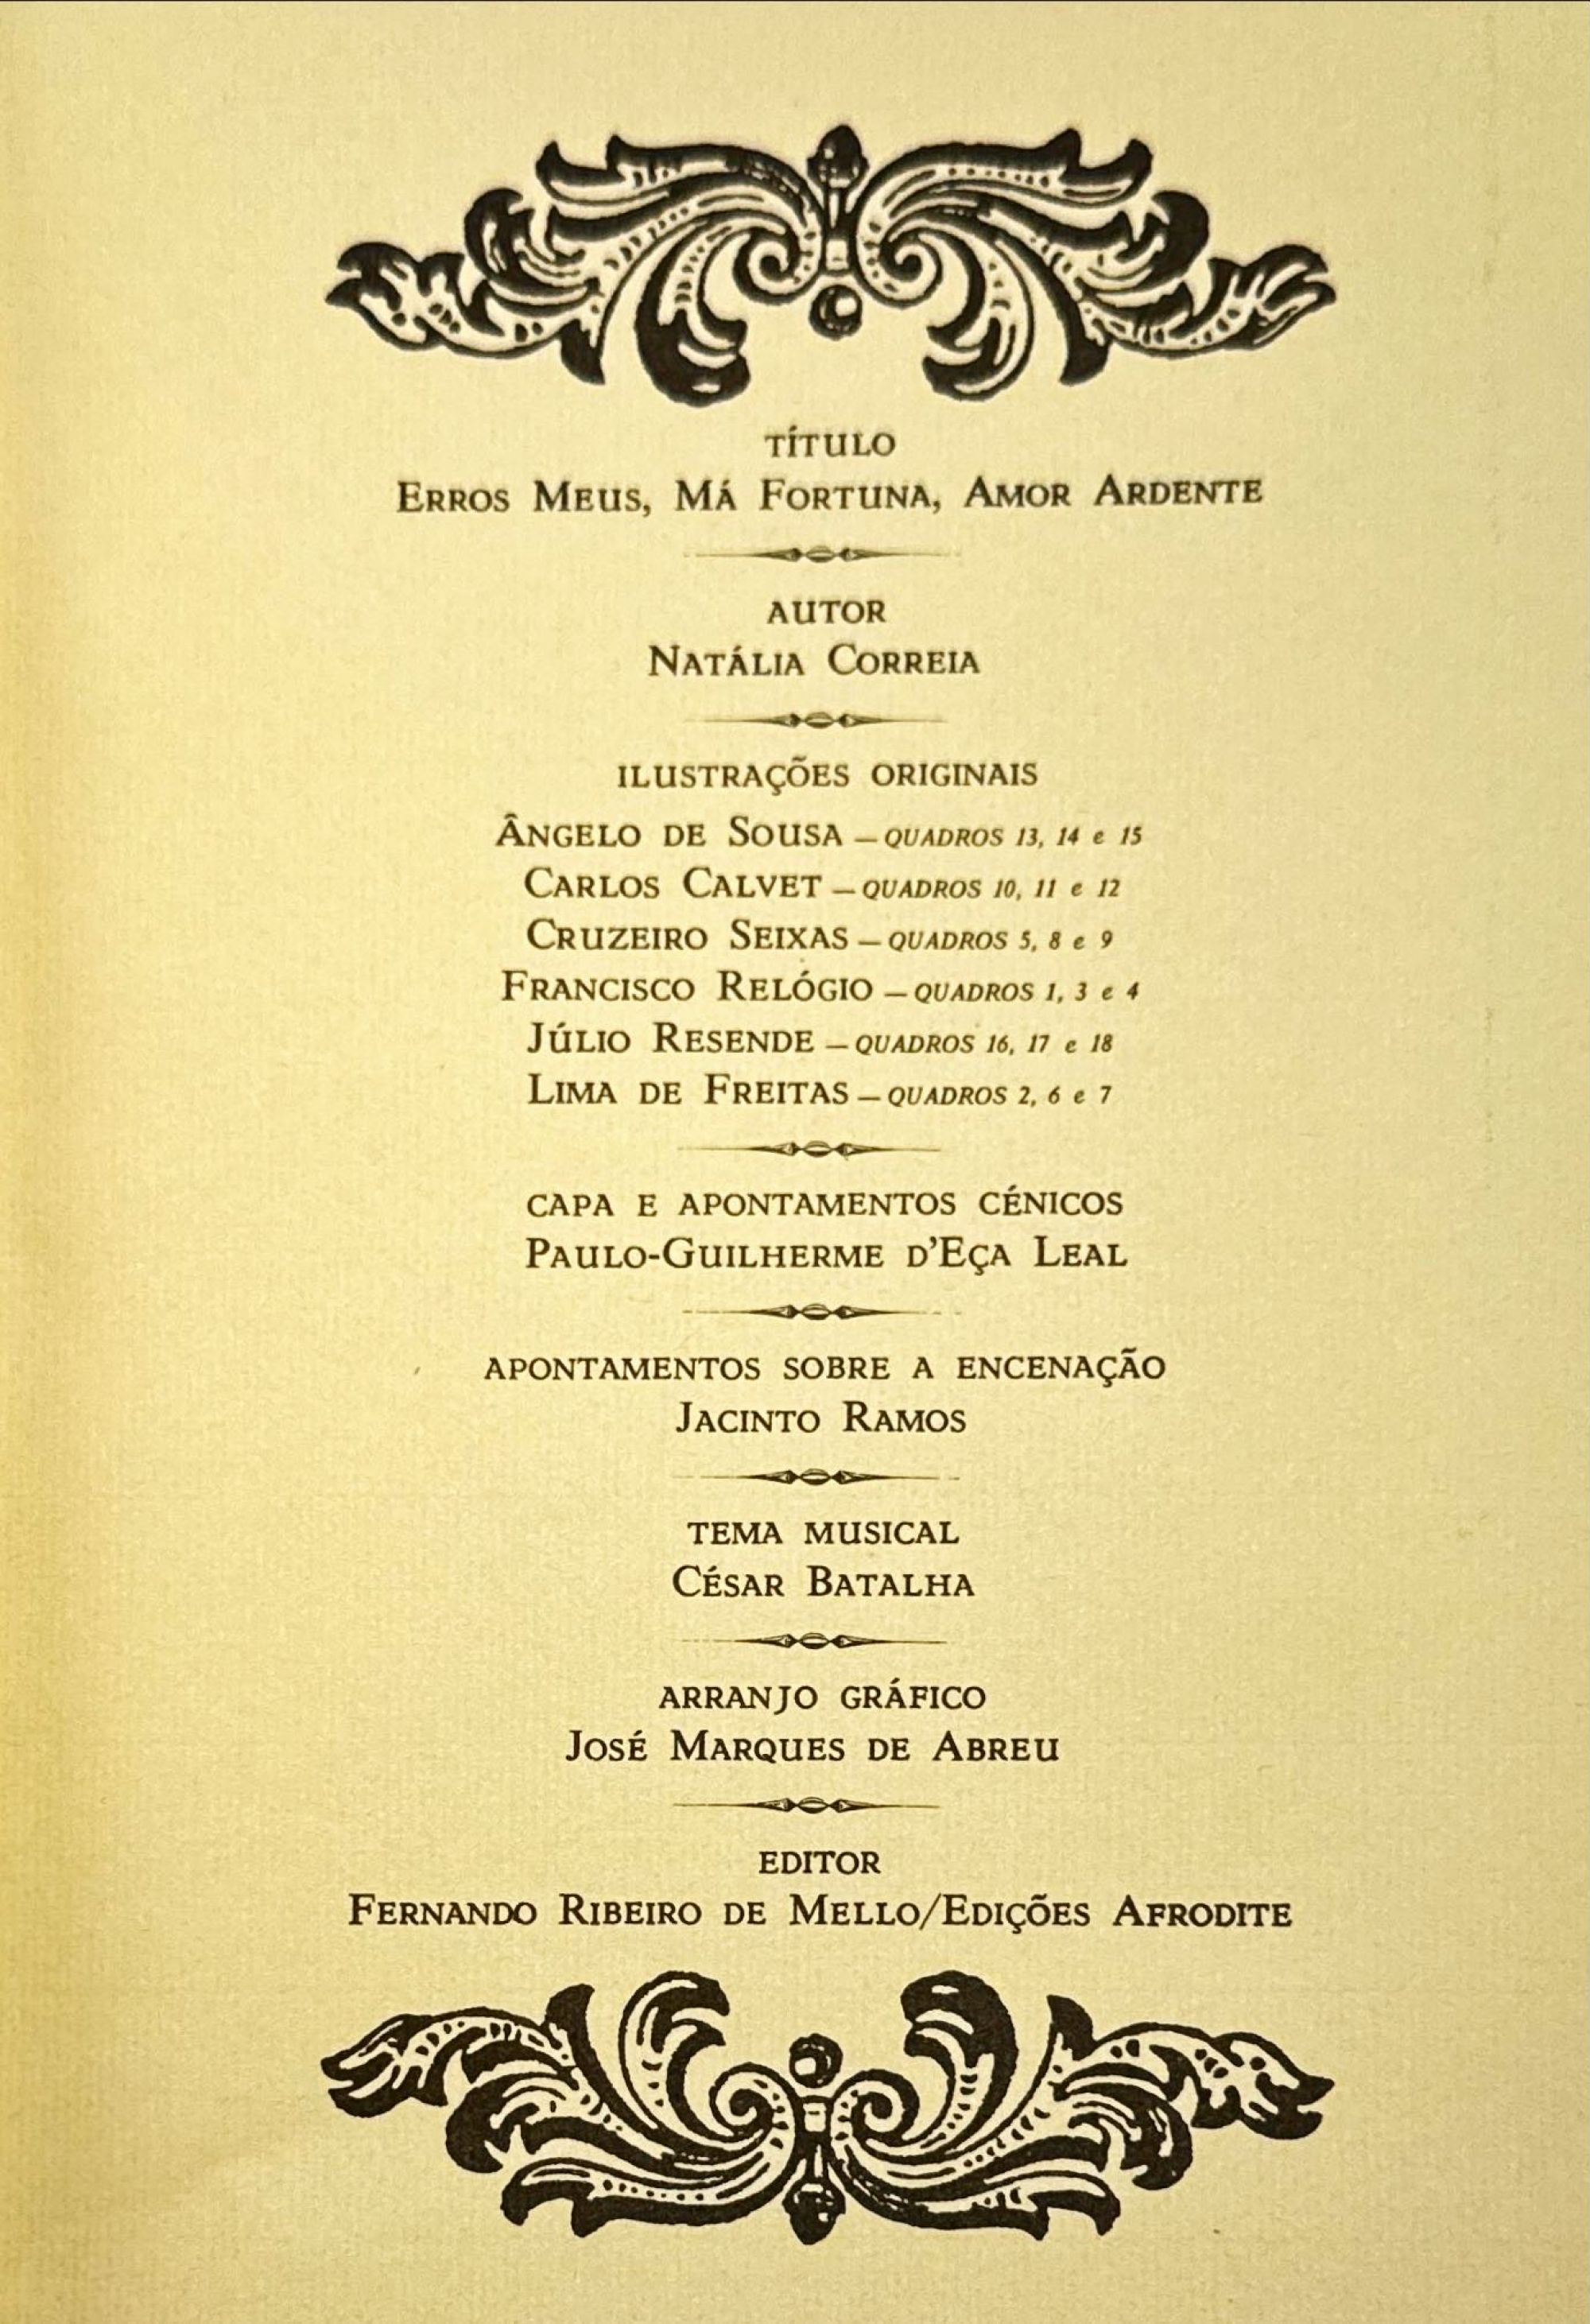 TÍTULO
ERROS MEUS, MÁ FORTUNA, AMOR ARDENTE
AUTOR
NATÁLIA CORREIA
ILUSTRAÇÕES ORIGINAIS
ÂNGELO DE SOUSA — QUADROS 13, 14 e 15
CARLOS CALVET — QUADROS 10, 11 e 12
CRUZEIRO SEIXAS — QUADROS 5, 8 e 9
FRANCISCO RELÓGIO — QUADROS 1, 3 e 4
JÚLIO RESENDE — QUADROS 16, 17 e 18
LIMA DE FREITAS — QUADROS 2, 6 e 7
CAPA E APONTAMENTOS CÉNICOS
PAULO-GUILHERME D'EÇA LEAL
APONTAMENTOS SOBRE A ENCENAÇÃO
JACINTO RAMOS
TEMA MUSICAL
CÉSAR BATALHA
ARRANJO GRÁFICO
JOSÉ MARQUES DE ABREU
EDITOR
FERNANDO RIBEIRO DE MELLO/EDIÇÕES AFRODITE